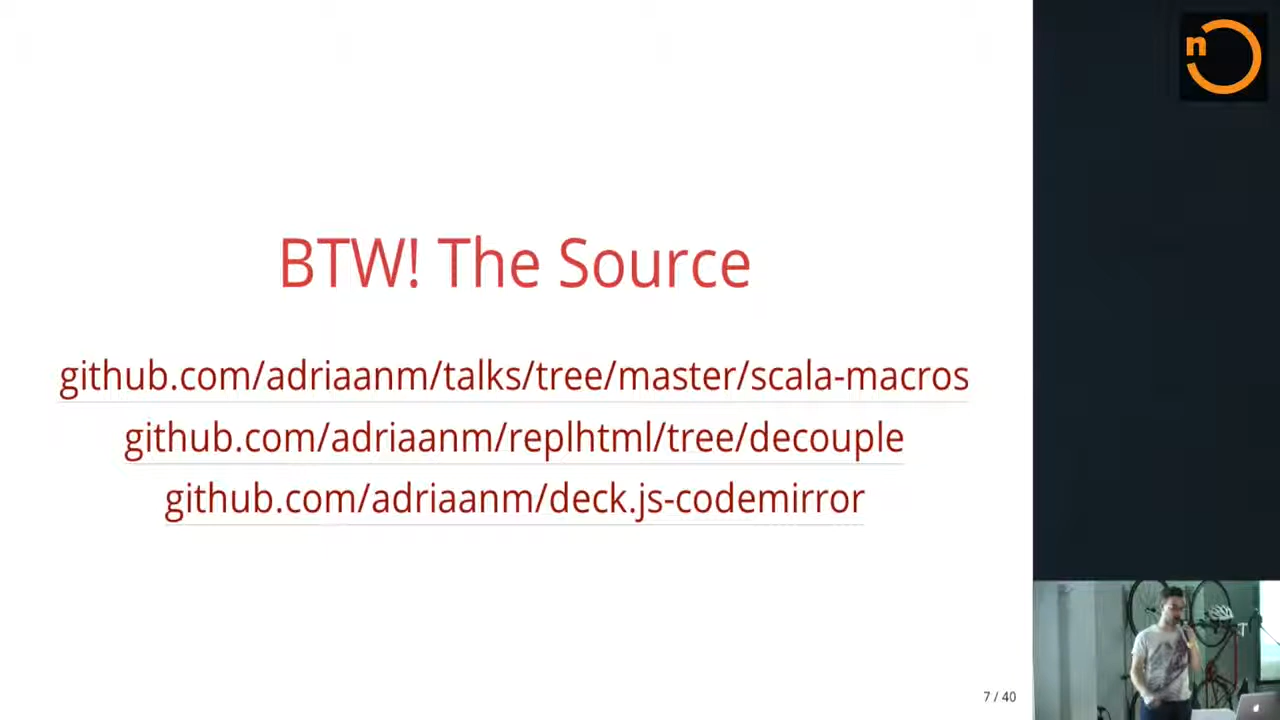 n
BTW! The Source
github.com/adriaanm/talks/tree/master/scala-macros
github.com/adriaanm/replhtml/tree/decouple
github.com/adriaanm/deck.js-codemirror
7 / 40